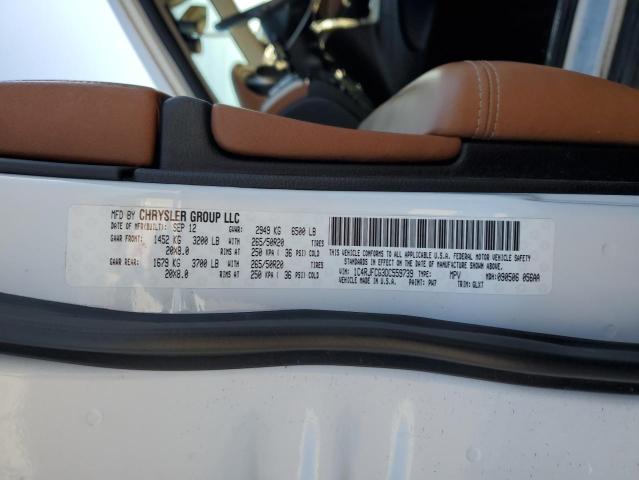 MFD BY CHRYSLER GROUP LLC
DATE OF MFR(BUILT): SEP 12 GVWR: 2949 KG 6500 LB
GAWR FRONT: 1452 KG 3200 LB WITH 265/50R20 TIRES
20X8.0 RIMS AT 250 KPA ( 36 PSI) COLD
GAWR REAR: 1679 KG 3700 LB WITH 265/50R20 TIRES
20X8.0 RIMS AT 250 KPA ( 36 PSI) COLD
THIS VEHICLE CONFORMS TO ALL APPLICABLE U.S.A. FEDERAL MOTOR VEHICLE SAFETY
STANDARDS IN EFFECT ON THE DATE OF MANUFACTURE SHOWN ABOVE.
VIN: 1C4RJFCG3DC559739 TYPE: MPV MDH: 090506 056AA
VEHICLE MADE IN U.S.A. PAINT: PW7 TRIM: GLX7